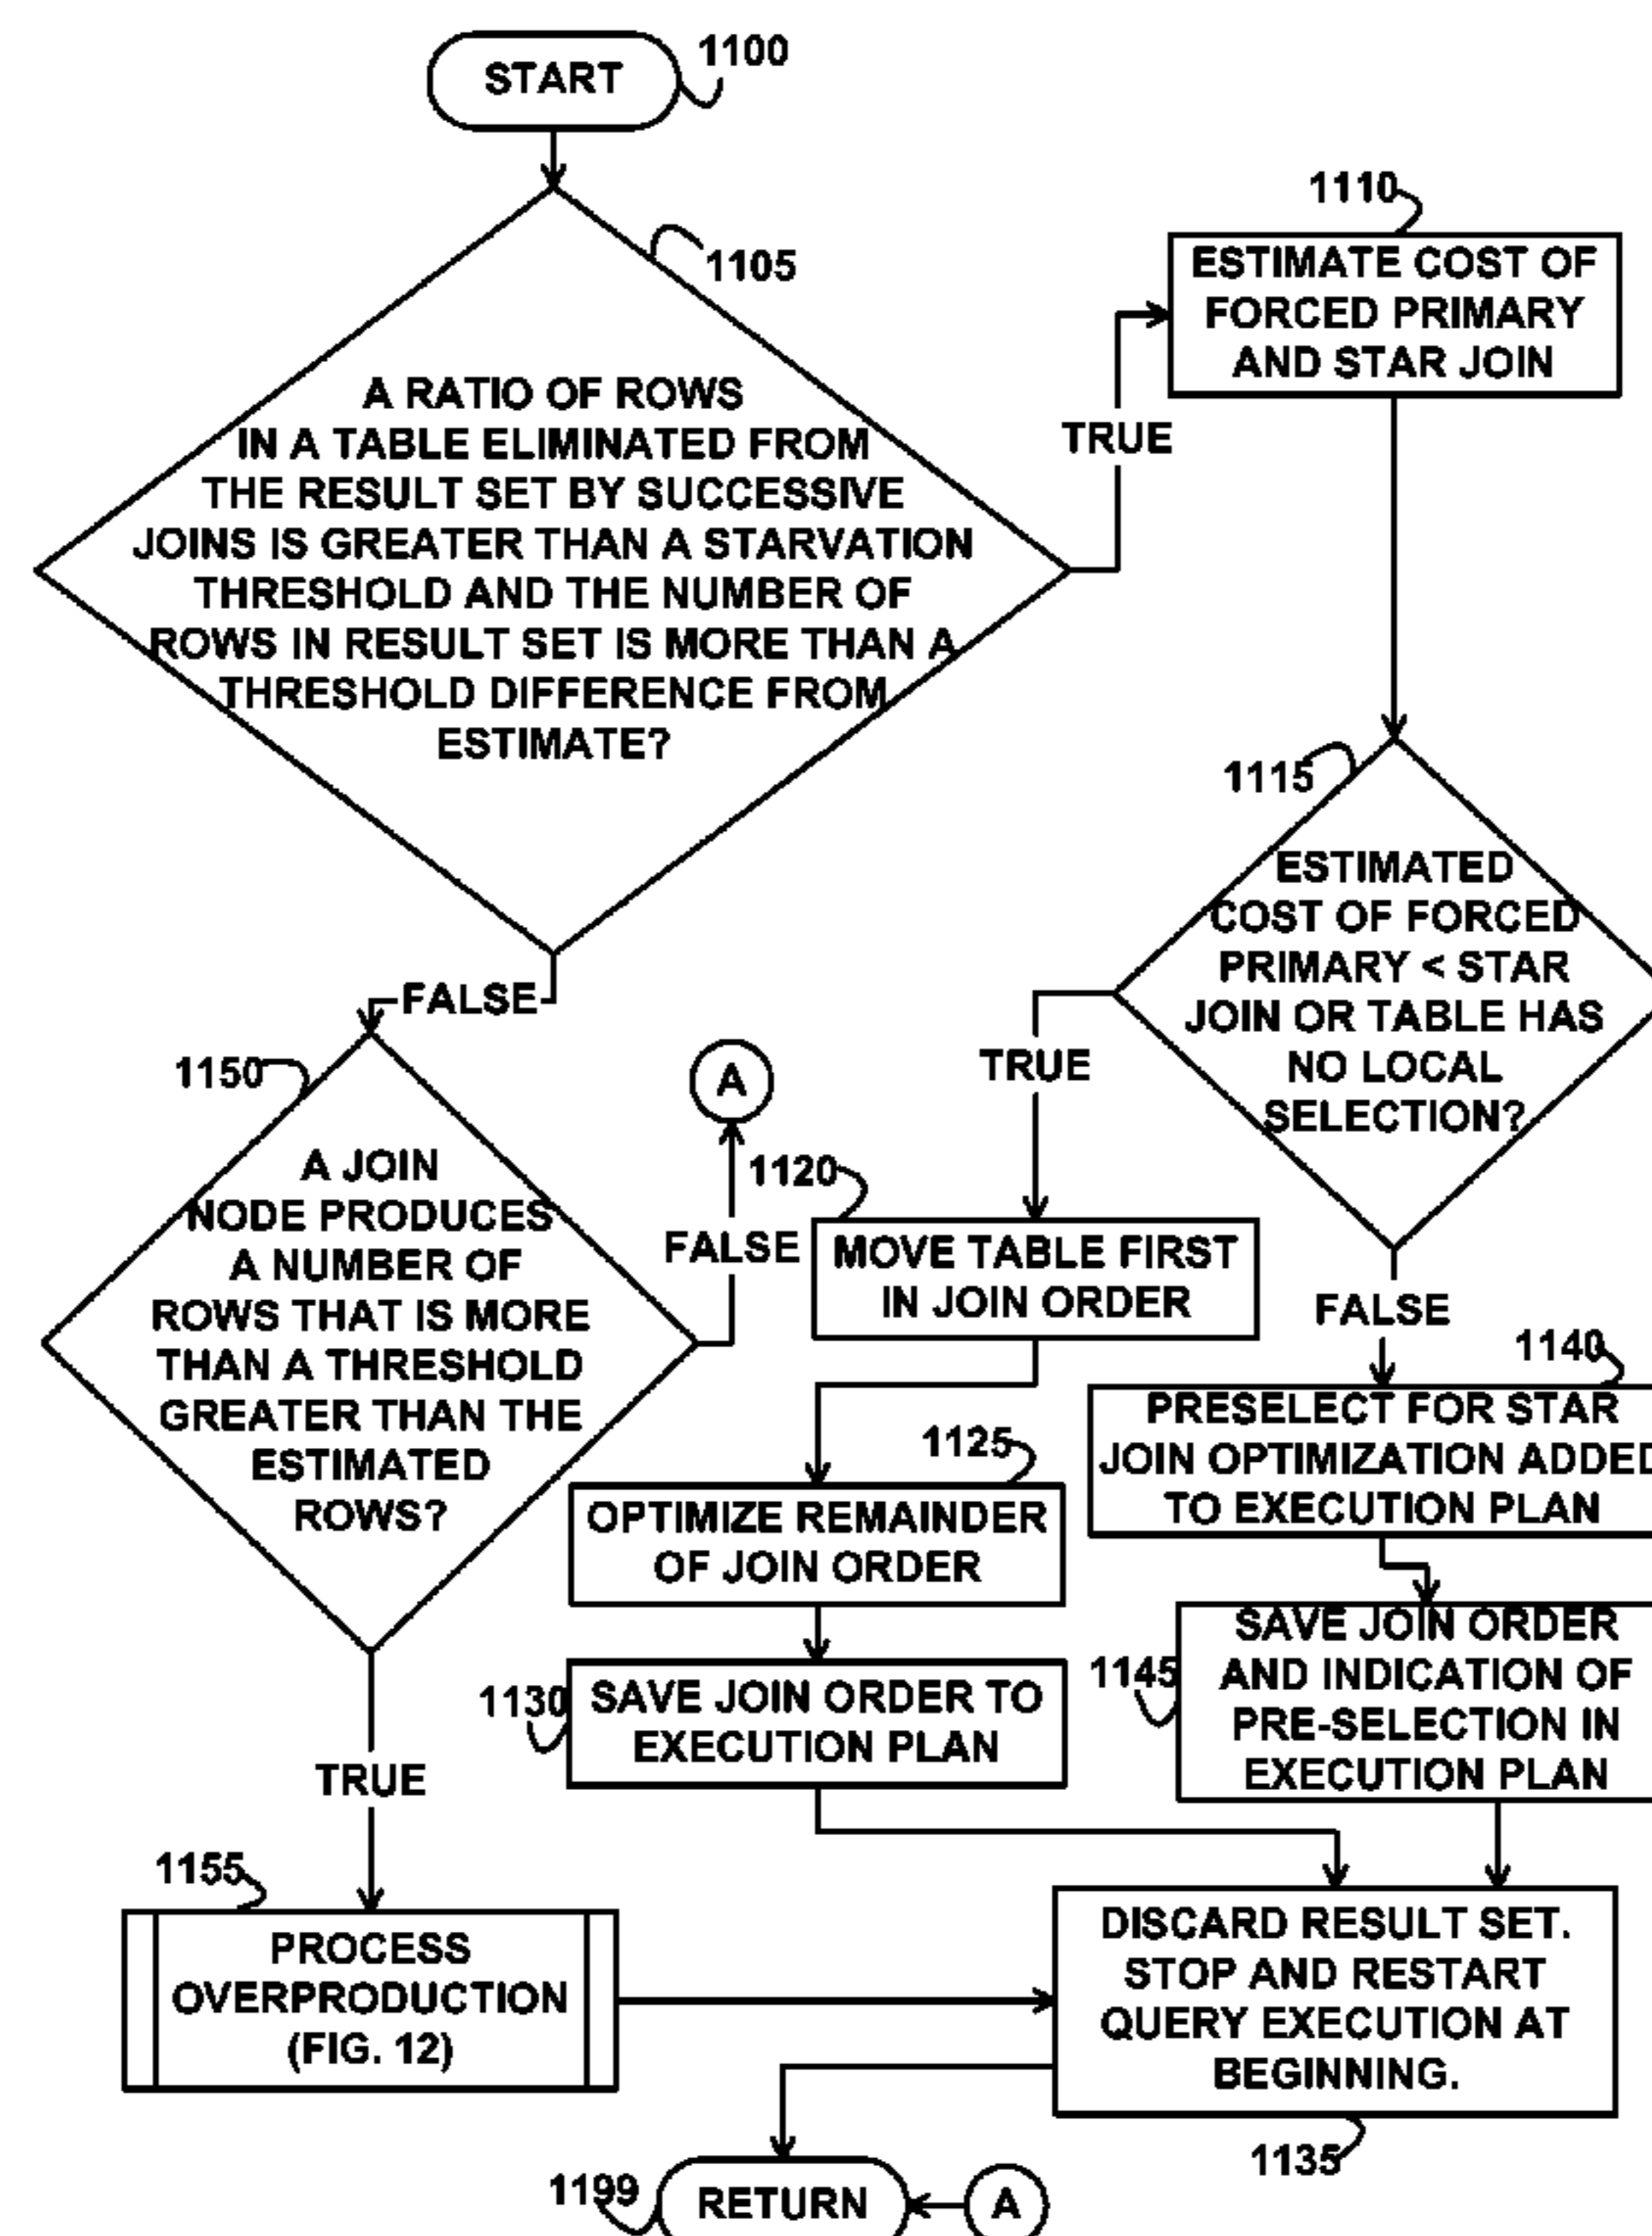 START
1100
1105
A RATIO OF ROWS
IN A TABLE ELIMINATED FROM
THE RESULT SET BY SUCCESSIVE
JOINS IS GREATER THAN A STARVATION
THRESHOLD AND THE NUMBER OF
ROWS IN RESULT SET IS MORE THAN A
THRESHOLD DIFFERENCE FROM
ESTIMATE?
TRUE
1110
ESTIMATE COST OF
FORCED PRIMARY
AND STAR JOIN
1115
ESTIMATED
COST OF FORCED
PRIMARY < STAR
JOIN OR TABLE HAS
NO LOCAL
SELECTION?
TRUE
FALSE
FALSE
1150
A JOIN
NODE PRODUCES
A NUMBER OF
ROWS THAT IS MORE
THAN A THRESHOLD
GREATER THAN THE
ESTIMATED
ROWS?
FALSE
A
1120
MOVE TABLE FIRST
IN JOIN ORDER
1125
OPTIMIZE REMAINDER
OF JOIN ORDER
1130
SAVE JOIN ORDER TO
EXECUTION PLAN
1140
PRESELECT FOR STAR
JOIN OPTIMIZATION ADDED
TO EXECUTION PLAN
1145
SAVE JOIN ORDER
AND INDICATION OF
PRE-SELECTION IN
EXECUTION PLAN
TRUE
1155
PROCESS
OVERPRODUCTION
(FIG. 12)
DISCARD RESULT SET.
STOP AND RESTART
QUERY EXECUTION AT
BEGINNING.
1135
1199
RETURN
A